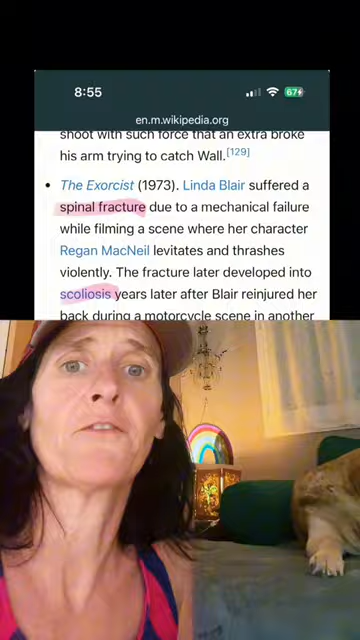 8:55
67
en.m.wikipedia.org
shoot with such force that an extra broke
his arm trying to catch Wall.[129]
• The Exorcist (1973). Linda Blair suffered a
spinal fracture due to a mechanical failure
while filming a scene where her character
Regan MacNeil levitates and thrashes
violently. The fracture later developed into
scoliosis years later after Blair reinjured her
back during a motorcycle scene in another